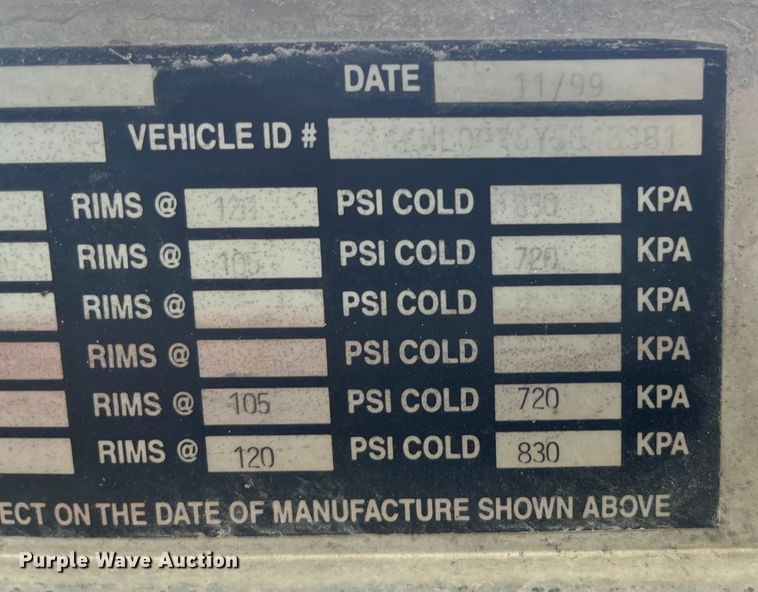 DATE 11/99
VEHICLE ID #
RIMS @ PSI COLD 830 KPA
RIMS @ 105 PSI COLD 720 KPA
RIMS @ PSI COLD KPA
RIMS @ PSI COLD KPA
RIMS @ 105 PSI COLD 720 KPA
RIMS @ 120 PSI COLD 830 KPA
ECT ON THE DATE OF MANUFACTURE SHOWN ABOVE
Purple Wave Auction